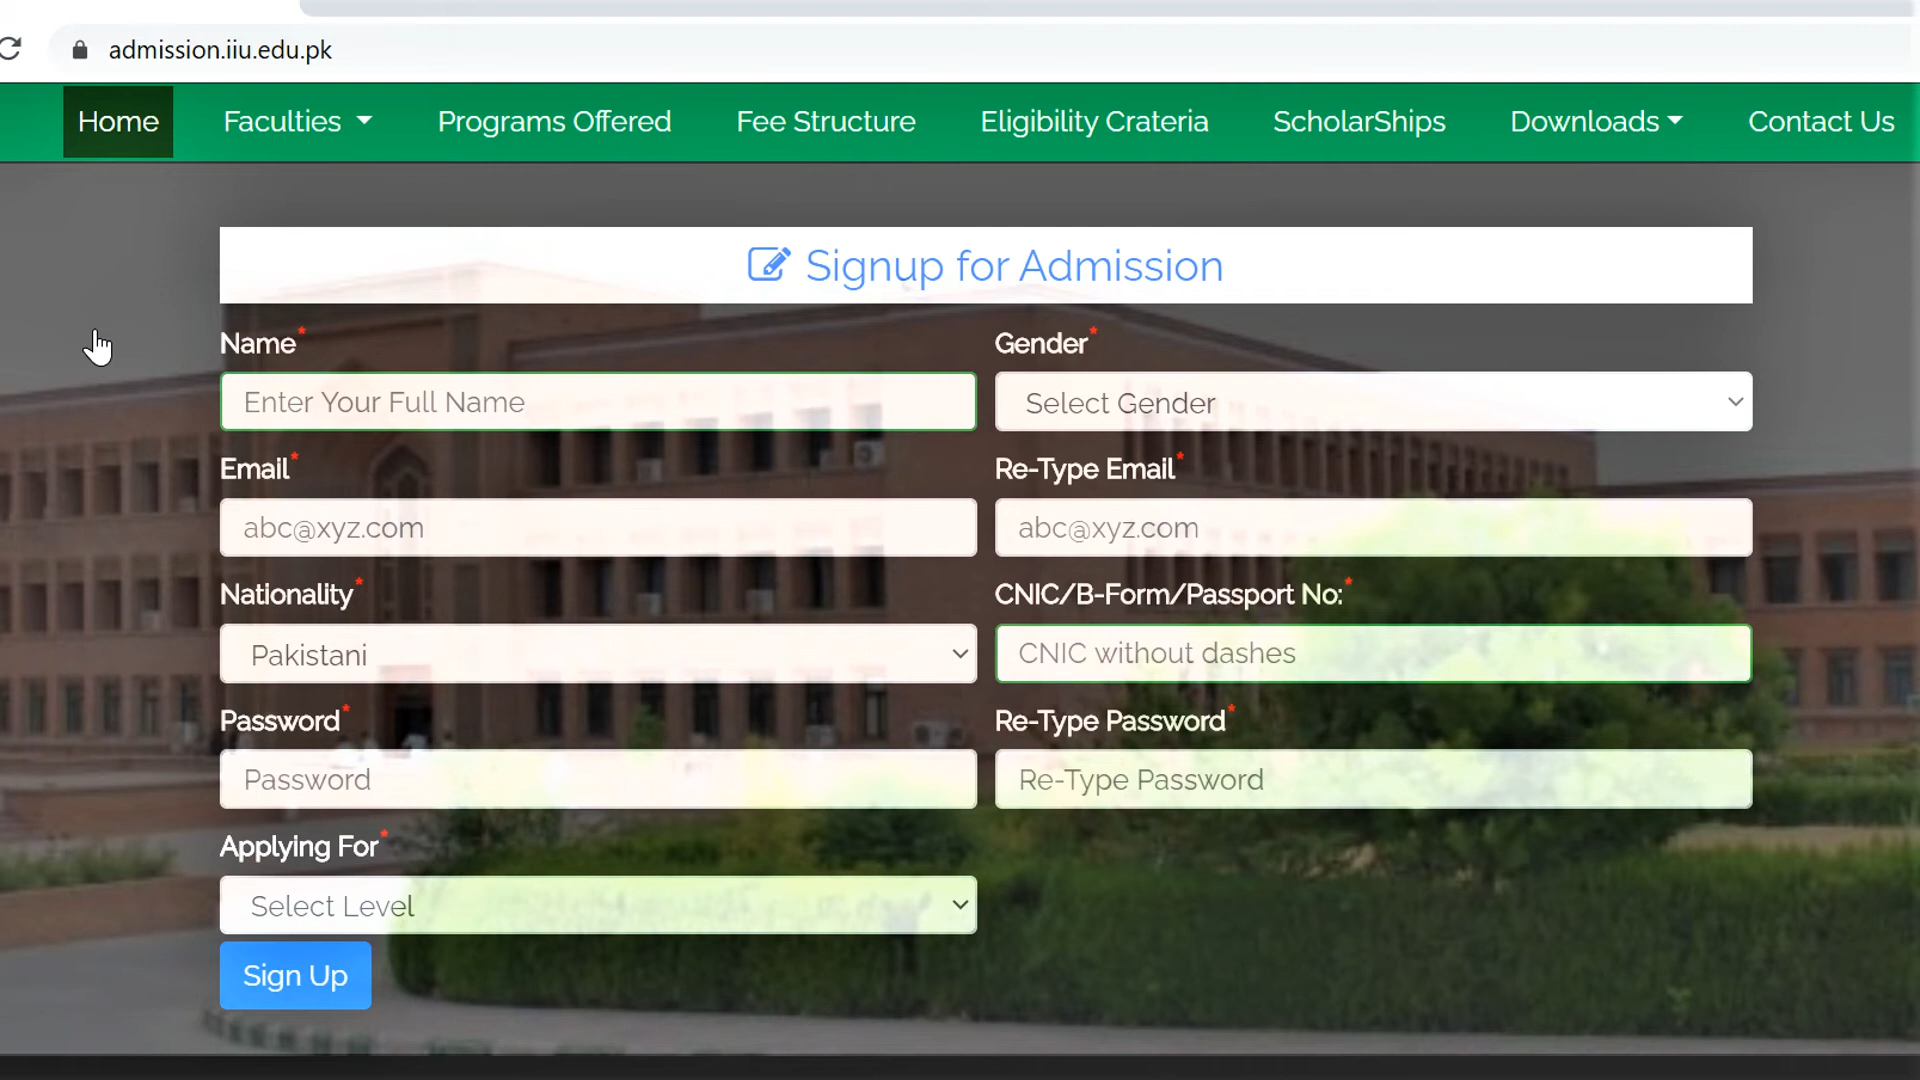 admission.iiu.edu.pk
Home Faculties Programs Offered Fee Structure Eligibility Crateria ScholarShips Downloads Contact Us
Signup for Admission
Name* Gender*
Enter Your Full Name Select Gender
Email* Re-Type Email*
abc@xyz.com abc@xyz.com
Nationality* CNIC/B-Form/Passport No:*
Pakistani CNIC without dashes
Password* Re-Type Password*
Password Re-Type Password
Applying For*
Select Level
Sign Up